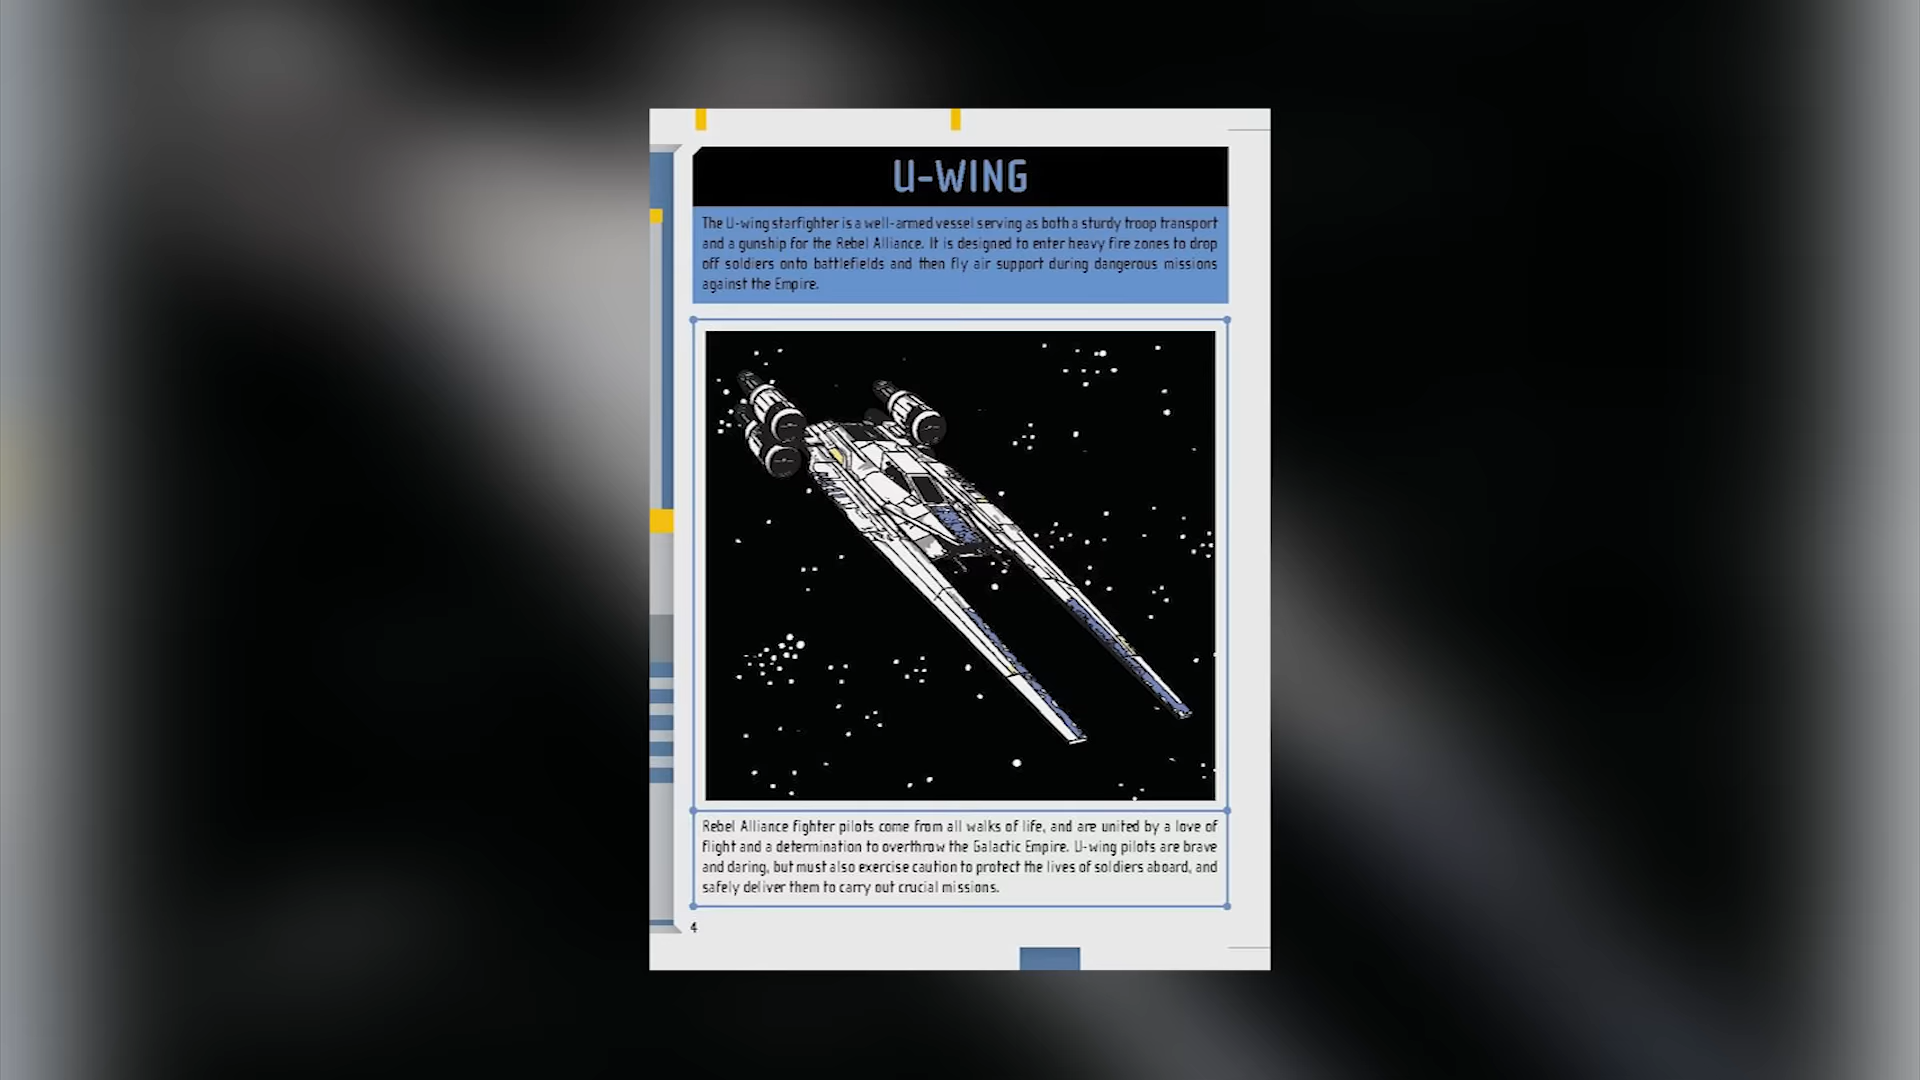 U-WING
The U-wing starfighter is a well-armed vessel serving as both a sturdy troop transport
and a gunship for the Rebel Alliance. It is designed to enter heavy fire zones to drop
off soldiers onto battlefields and then fly air support during dangerous missions
against the Empire.
Rebel Alliance fighter pilots come from all walks of life, and are united by a love of
flight and a determination to overthrow the Galactic Empire. U-wing pilots are brave
and daring, but must also exercise caution to protect the lives of soldiers aboard, and
safely deliver them to carry out crucial missions.
4